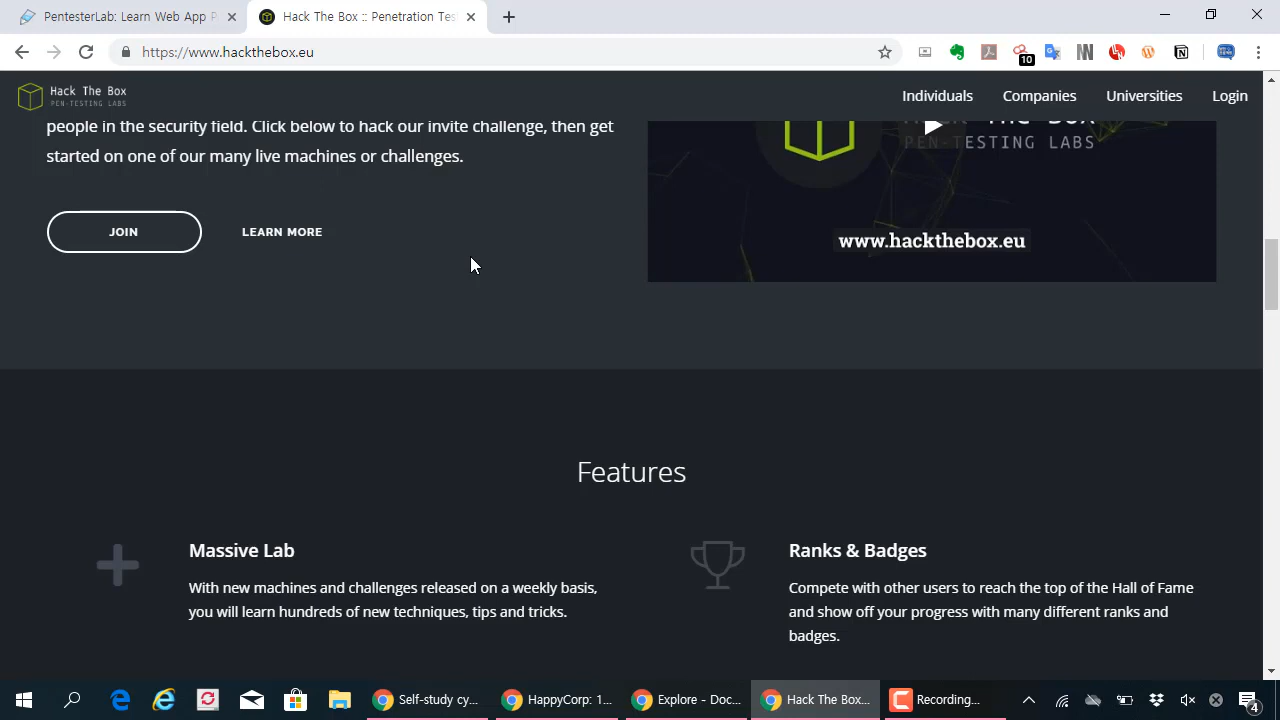 PentesterLab: Learn Web App P
Hack The Box :: Penetration Tes
https://www.hackthebox.eu
10
Hack The Box
PEN-TESTING LABS
Individuals
Companies
Universities
Login
people in the security field. Click below to hack our invite challenge, then get
started on one of our many live machines or challenges.
JOIN
LEARN MORE
PEN-TESTING LABS
www.hackthebox.eu
Features
Massive Lab
With new machines and challenges released on a weekly basis,
you will learn hundreds of new techniques, tips and tricks.
Ranks & Badges
Compete with other users to reach the top of the Hall of Fame
and show off your progress with many different ranks and
badges.
Self-study cy...
HappyCorp: 1...
Explore - Doc...
Hack The Box...
Recording...
4